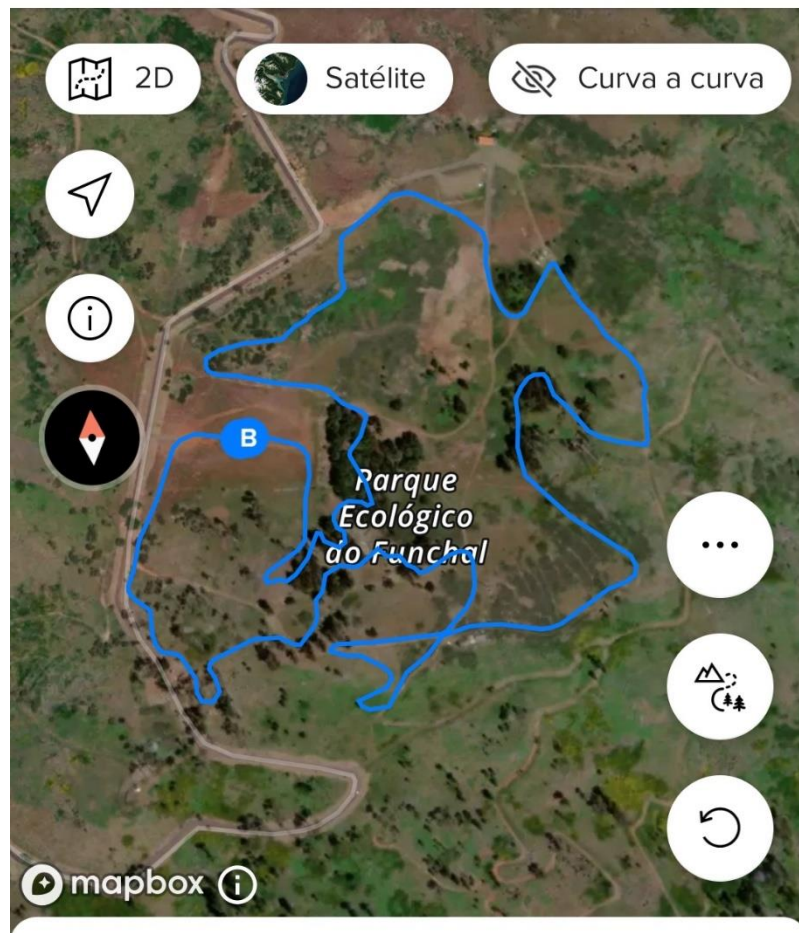 2D
Satélite
Curva a curva
B
Parque
Ecológico
do Funchal
mapbox